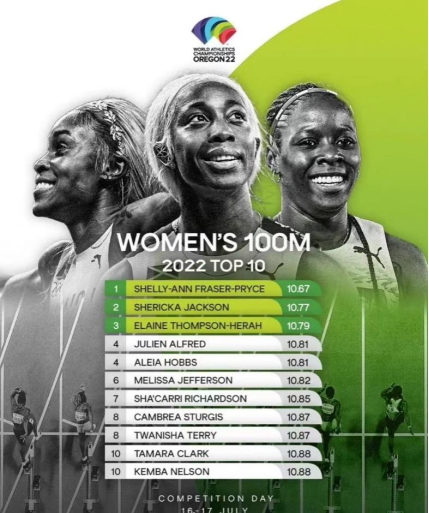 WORLD ATHLETICS
CHAMPIONSHIPS
OREGON22
WOMEN'S 100M
2022 TOP 10
1 SHELLY-ANN FRASER-PRYCE 10.67
2 SHERICKA JACKSON 10.77
3 ELAINE THOMPSON-HERAH 10.79
4 JULIEN ALFRED 10.81
4 ALEIA HOBBS 10.81
6 MELISSA JEFFERSON 10.82
7 SHA'CARRI RICHARDSON 10.85
8 CAMBREA STURGIS 10.87
8 TWANISHA TERRY 10.87
10 TAMARA CLARK 10.88
10 KEMBA NELSON 10.88
COMPETITION DAY
16-17 JULY